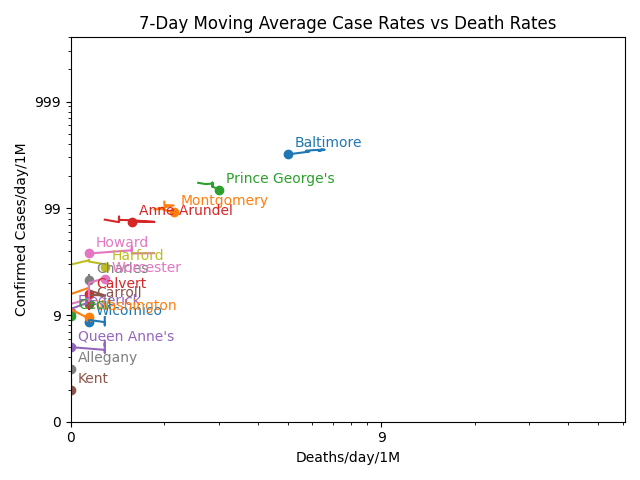 7-Day Moving Average Case Rates vs Death Rates
Confirmed Cases/day/1M
999
99
9
0
Baltimore
Prince George's
Montgomery
Anne Arundel
Howard
Harford
Worcester
Charles
Calvert
Carroll
Frederick
Washington
Wicomico
Queen Anne's
Allegany
Kent
0
9
Deaths/day/1M